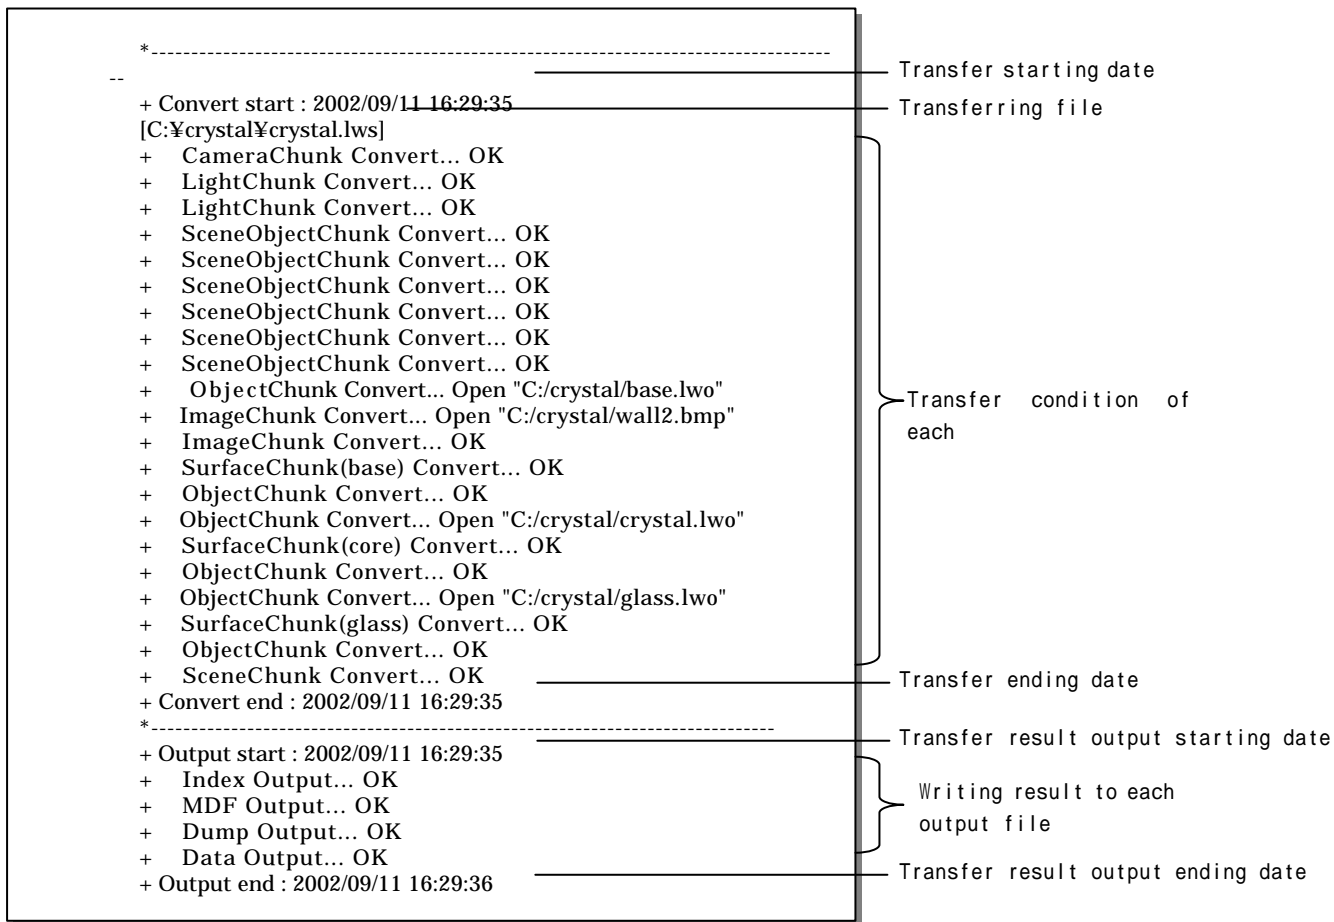 *-------------------------------------------------------------------------------------
--
+ Convert start : 2002/09/11 16:29:35
[C:¥crystal¥crystal.lws]
+ CameraChunk Convert... OK
+ LightChunk Convert... OK
+ LightChunk Convert... OK
+ SceneObjectChunk Convert... OK
+ SceneObjectChunk Convert... OK
+ SceneObjectChunk Convert... OK
+ SceneObjectChunk Convert... OK
+ SceneObjectChunk Convert... OK
+ SceneObjectChunk Convert... OK
+ ObjectChunk Convert... Open "C:/crystal/base.lwo"
+ ImageChunk Convert... Open "C:/crystal/wall2.bmp"
+ ImageChunk Convert... OK
+ SurfaceChunk(base) Convert... OK
+ ObjectChunk Convert... OK
+ ObjectChunk Convert... Open "C:/crystal/crystal.lwo"
+ SurfaceChunk(core) Convert... OK
+ ObjectChunk Convert... OK
+ ObjectChunk Convert... Open "C:/crystal/glass.lwo"
+ SurfaceChunk(glass) Convert... OK
+ ObjectChunk Convert... OK
+ SceneChunk Convert... OK
+ Convert end : 2002/09/11 16:29:35
*------------------------------------------------------------------------------
+ Output start : 2002/09/11 16:29:35
+ Index Output... OK
+ MDF Output... OK
+ Dump Output... OK
+ Data Output... OK
+ Output end : 2002/09/11 16:29:36
Transfer starting date
Transferring file
Transfer condition of
each
Transfer ending date
Transfer result output starting date
Writing result to each
output file
Transfer result output ending date